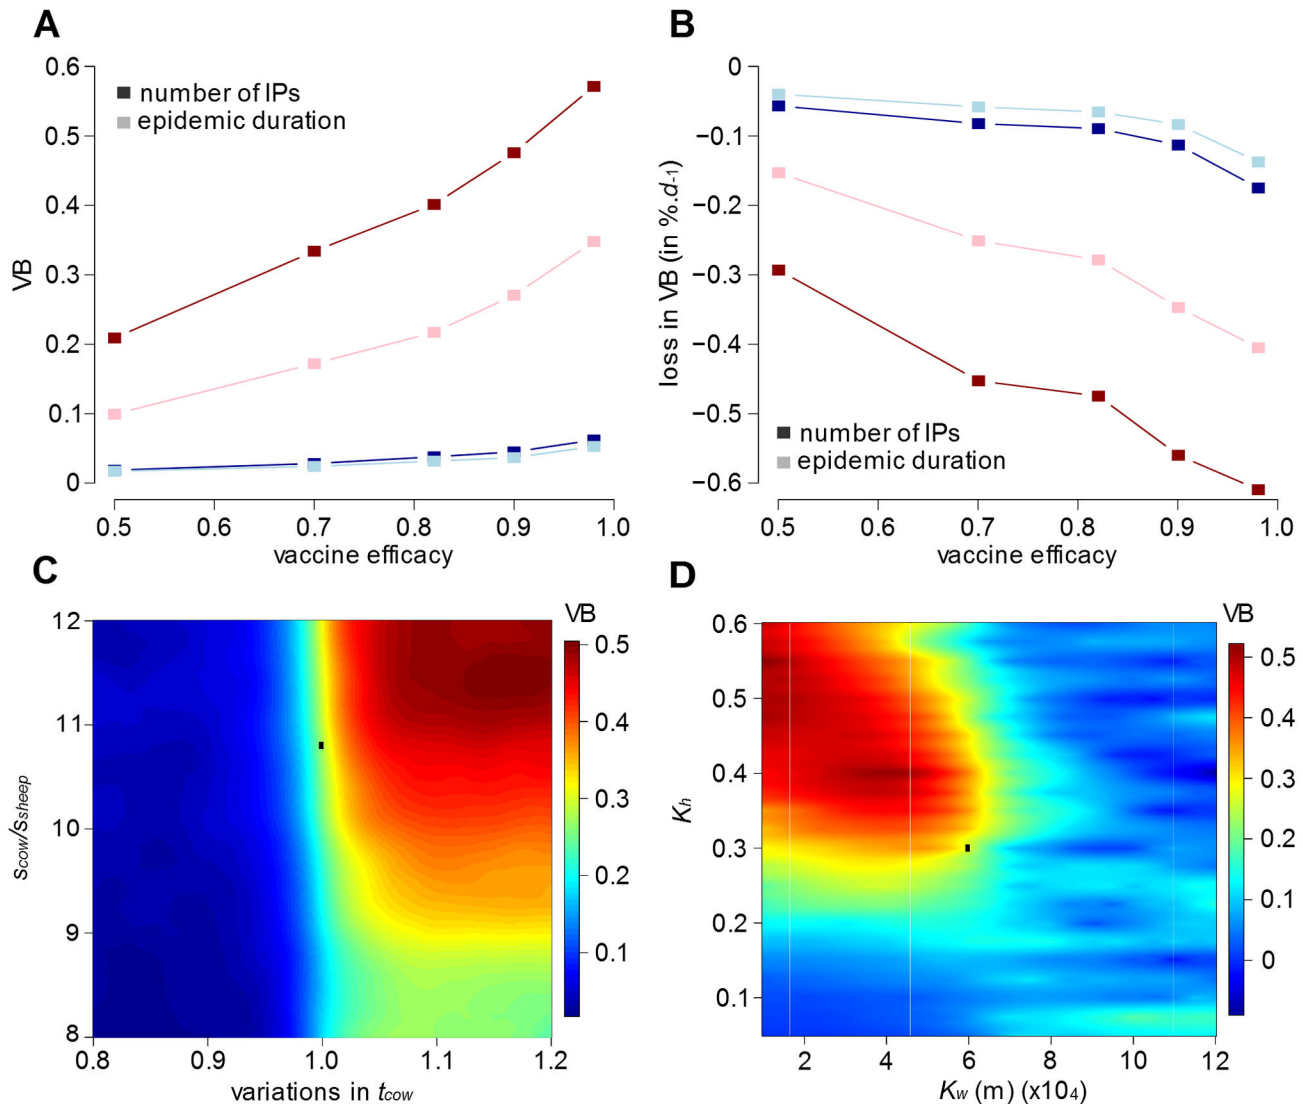 A
0.6
0.5
0.4
0.3
0.2
0.1
0
VB
number of IPs
epidemic duration
0.5 0.6 0.7 0.8 0.9 1.0
vaccine efficacy
B
0
−0.1
−0.2
−0.3
−0.4
−0.5
−0.6
loss in VB (in %.d-1)
number of IPs
epidemic duration
0.5 0.6 0.7 0.8 0.9 1.0
vaccine efficacy
C
12
11
10
9
8
scow/ssheep
0.8 0.9 1.0 1.1 1.2
variations in tcow
VB
0.5
0.4
0.3
0.2
0.1
D
0.6
0.5
0.4
0.3
0.2
0.1
Kh
2 4 6 8 10 12
Kw (m) (x104)
VB
0.5
0.4
0.3
0.2
0.1
0